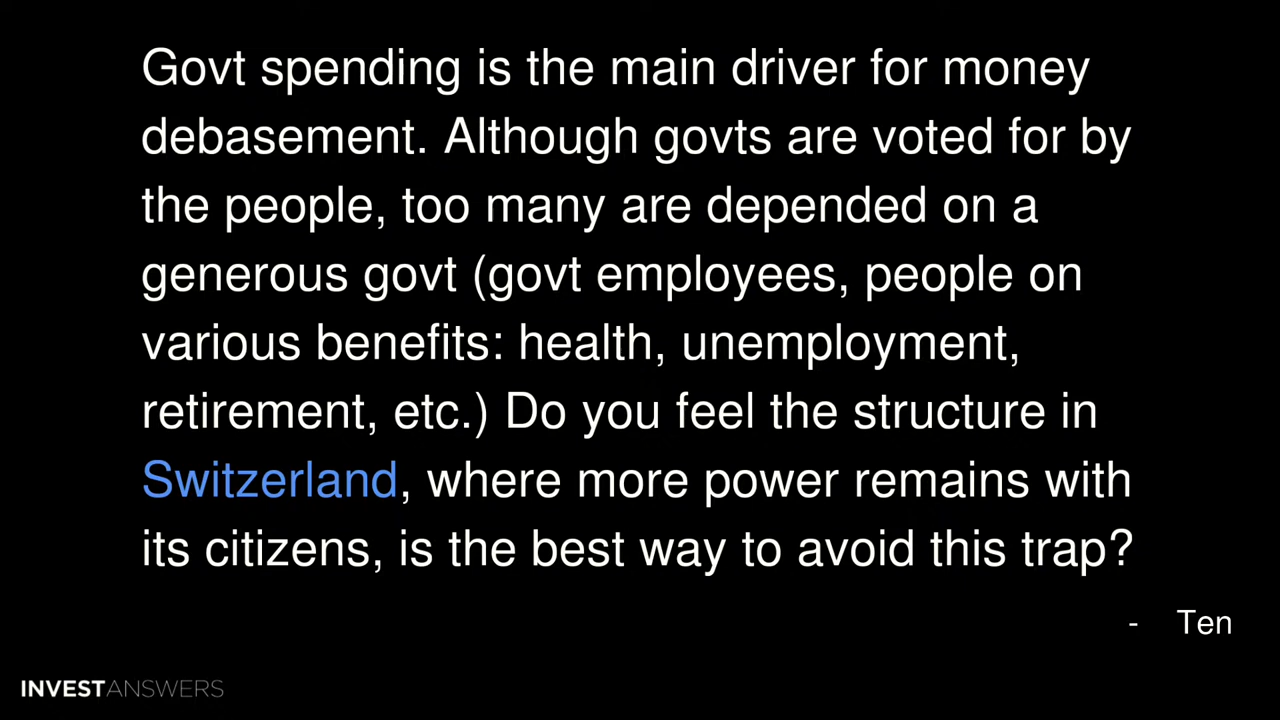 Govt spending is the main driver for money
debasement. Although govts are voted for by
the people, too many are depended on a
generous govt (govt employees, people on
various benefits: health, unemployment,
retirement, etc.) Do you feel the structure in
Switzerland, where more power remains with
its citizens, is the best way to avoid this trap?
- Ten
INVESTANSWERS